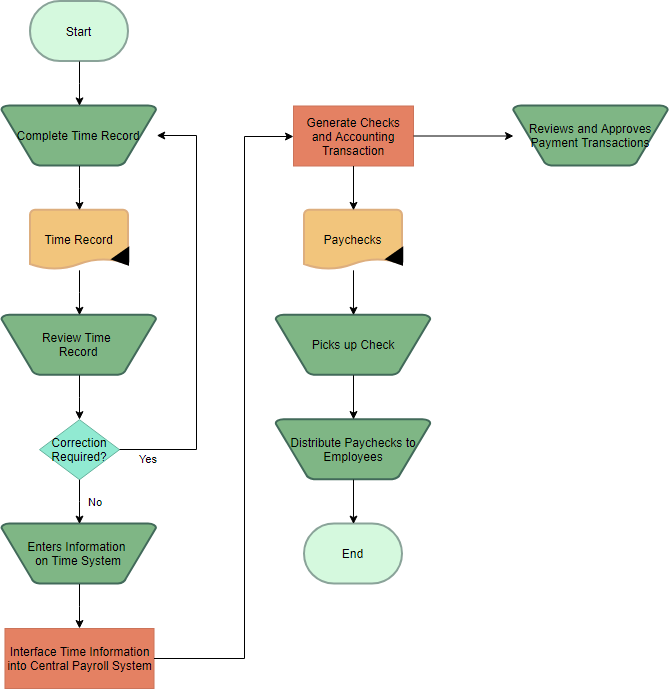 Start
Complete Time Record
Time Record
Review Time
Record
Correction
Required?
Yes
No
Enters Information
on Time System
Interface Time Information
into Central Payroll System
Generate Checks
and Accounting
Transaction
Reviews and Approves
Payment Transactions
Paychecks
Picks up Check
Distribute Paychecks to
Employees
End